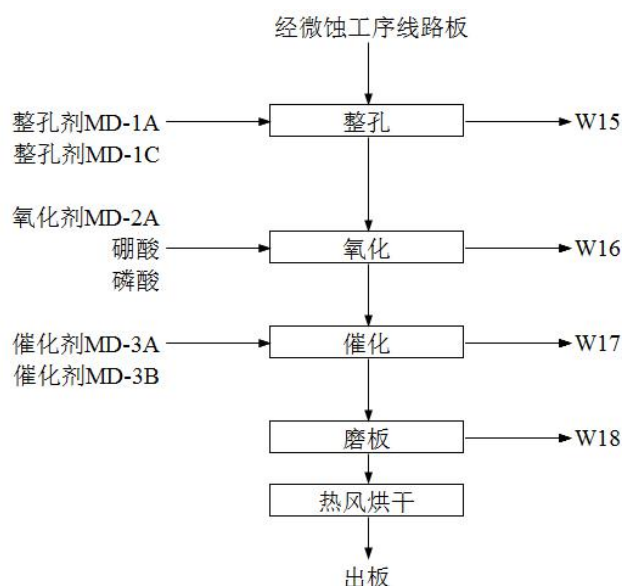 经微蚀工序线路板
整孔剂MD-1A
整孔剂MD-1C
整孔
W15
氧化剂MD-2A
硼酸
磷酸
氧化
W16
催化剂MD-3A
催化剂MD-3B
催化
W17
磨板
W18
热风烘干
出板